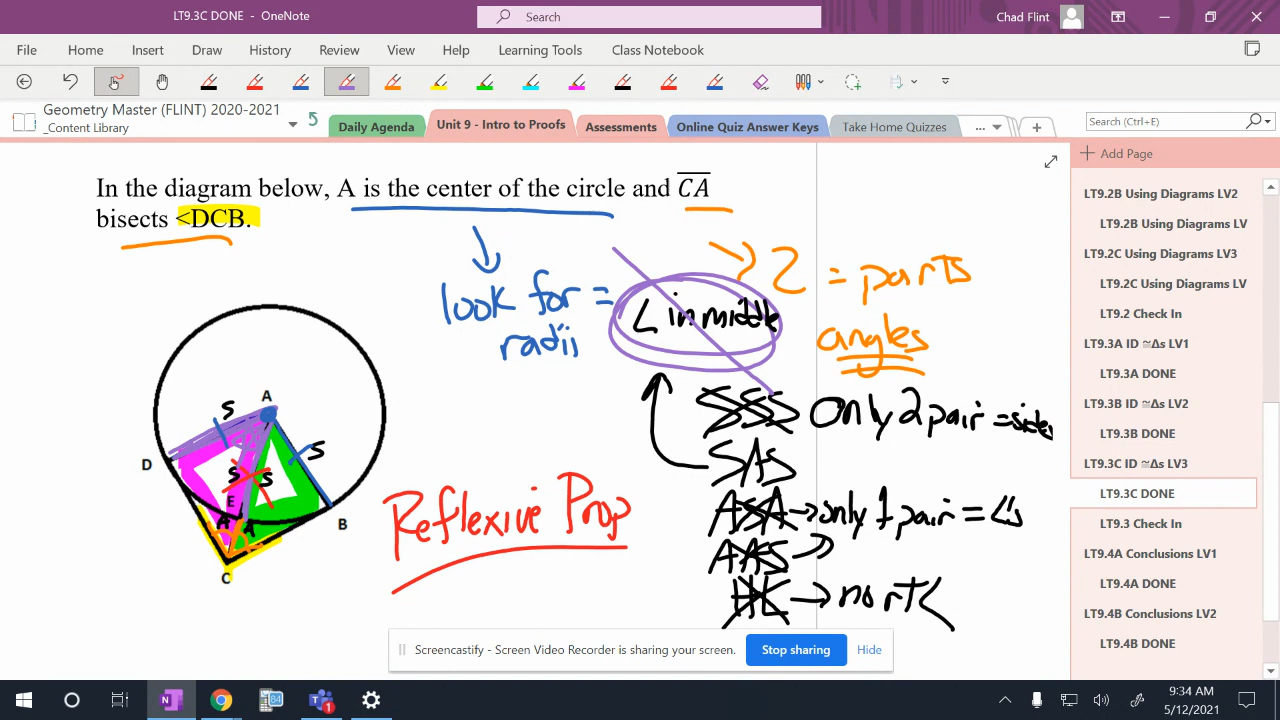 LT9.3C DONE - OneNote
Search
Chad Flint
File Home Insert Draw History Review View Help Learning Tools Class Notebook
Geometry Master (FLINT) 2020-2021
_Content Library
Daily Agenda
Unit 9 - Intro to Proofs
Assessments
Online Quiz Answer Keys
Take Home Quizzes
...
Search (Ctrl+E)
Add Page
In the diagram below, A is the center of the circle and CA
bisects <DCB.
look for =
radii
∠ in middle
2 = parts
angles
SSS only 2 pair = sides
SAS
ASA → only 1 pair = ∠s
AAS →
HL → no rt <
Reflexive Prop
A
S
S
D
S
S
E
B
A
A
C
LT9.2B Using Diagrams LV2
LT9.2B Using Diagrams LV
LT9.2C Using Diagrams LV3
LT9.2C Using Diagrams LV
LT9.2 Check In
LT9.3A ID ≅Δs LV1
LT9.3A DONE
LT9.3B ID ≅Δs LV2
LT9.3B DONE
LT9.3C ID ≅Δs LV3
LT9.3C DONE
LT9.3 Check In
LT9.4A Conclusions LV1
LT9.4A DONE
LT9.4B Conclusions LV2
LT9.4B DONE
Screencastify - Screen Video Recorder is sharing your screen.
Stop sharing
Hide
84
1
9:34 AM
5/12/2021